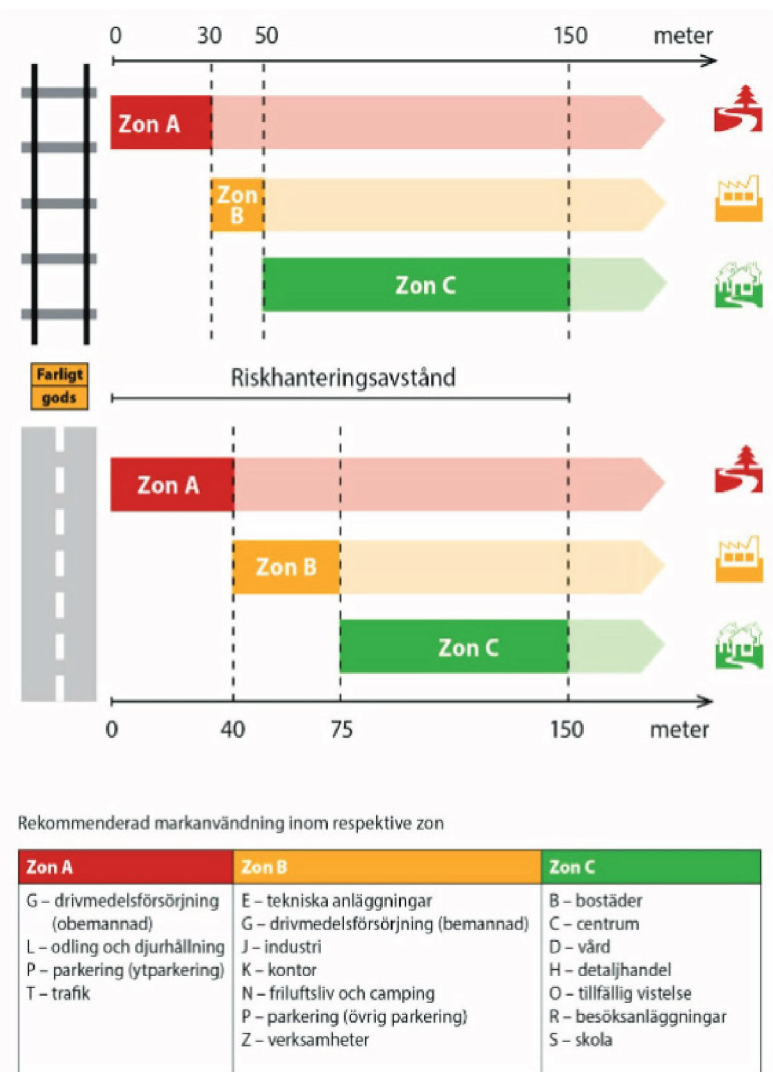 0 30 50 150 meter
Zon A
Zon
B
Zon C
Farligt
gods
Riskhanteringsavstånd
Zon A
Zon B
Zon C
0 40 75 150 meter
Rekommenderad markanvändning inom respektive zon
Zon A
G – drivmedelsförsörjning
(obemannad)
L – odling och djurhållning
P – parkering (ytparkering)
T – trafik
Zon B
E – tekniska anläggningar
G – drivmedelsförsörjning (bemannad)
J – industri
K – kontor
N – friluftsliv och camping
P – parkering (övrig parkering)
Z – verksamheter
Zon C
B – bostäder
C – centrum
D – vård
H – detaljhandel
O – tillfällig vistelse
R – besöksanläggningar
S – skola